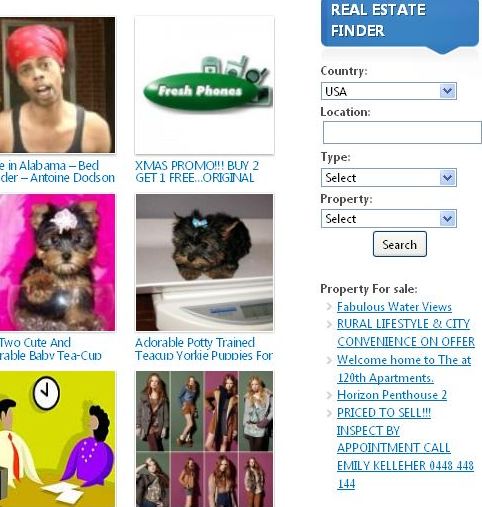 Fresh Phones
e in Alabama – Bed
der – Antoine Dodson
XMAS PROMO!!! BUY 2
GET 1 FREE...ORIGINAL
Two Cute And
rable Baby Tea-Cup
Adorable Potty Trained
Teacup Yorkie Puppies For
REAL ESTATE
FINDER
Country:
USA
Location:
Type:
Select
Property:
Select
Search
Property For sale:
Fabulous Water Views
RURAL LIFESTYLE & CITY
CONVENIENCE ON OFFER
Welcome home to The at
120th Apartments.
Horizon Penthouse 2
PRICED TO SELL!!!
INSPECT BY
APPOINTMENT CALL
EMILY KELLEHER 0448 448
144